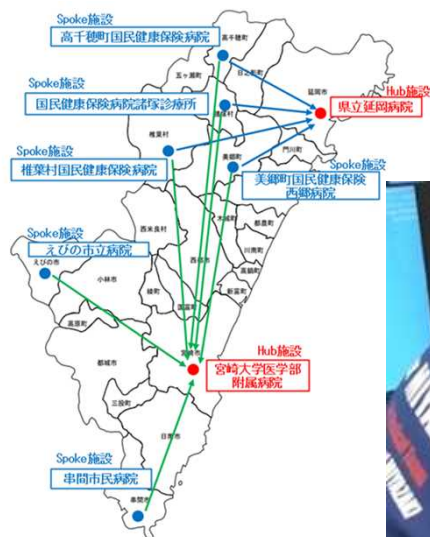 Spoke施設
高千穂町国民健康保険病院
高千穂町
五ヶ瀬町
日之影町
延岡市
Hub施設
県立延岡病院
Spoke施設
国民健康保険病院諸塚診療所
諸塚村
椎葉村
門川町
美郷町
Spoke施設
椎葉村国民健康保険病院
Spoke施設
美郷町国民健康保険
西郷病院
西米良村
木城町
都農町
川南町
西都市
高鍋町
新富町
Spoke施設
えびの市立病院
えびの市
小林市
綾町
国富町
高原町
宮崎市
Hub施設
宮崎大学医学部
附属病院
都城市
三股町
日南市
Spoke施設
串間市民病院
串間市